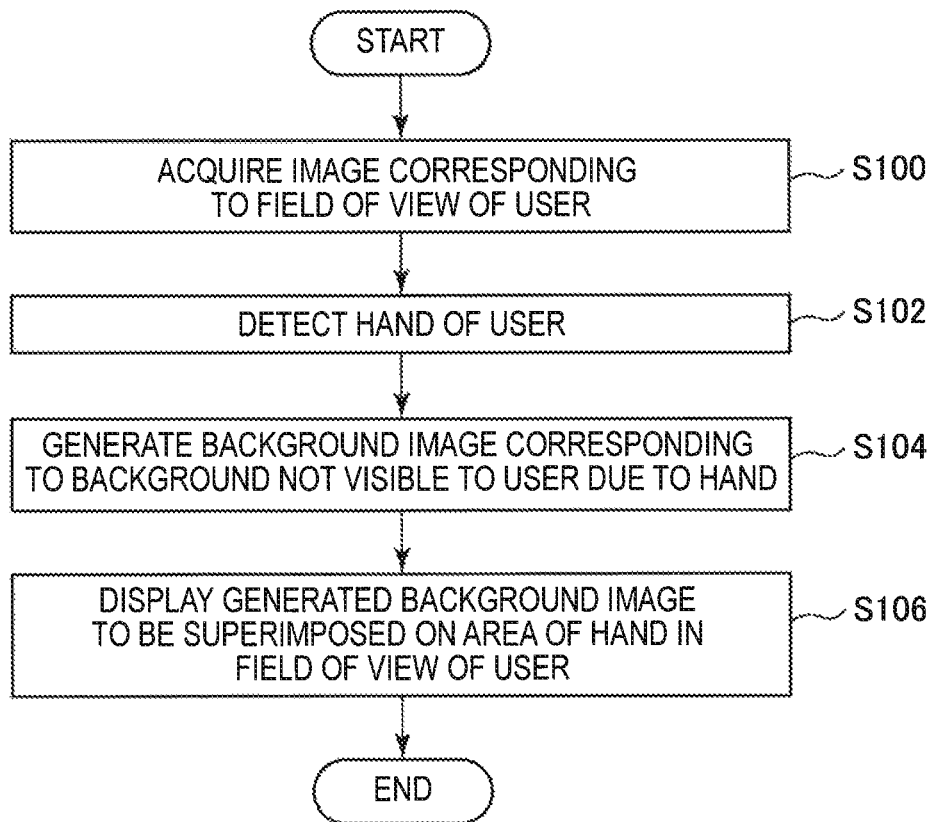 START
ACQUIRE IMAGE CORRESPONDING
TO FIELD OF VIEW OF USER
S100
DETECT HAND OF USER
S102
GENERATE BACKGROUND IMAGE CORRESPONDING
TO BACKGROUND NOT VISIBLE TO USER DUE TO HAND
S104
DISPLAY GENERATED BACKGROUND IMAGE
TO BE SUPERIMPOSED ON AREA OF HAND IN
FIELD OF VIEW OF USER
S106
END